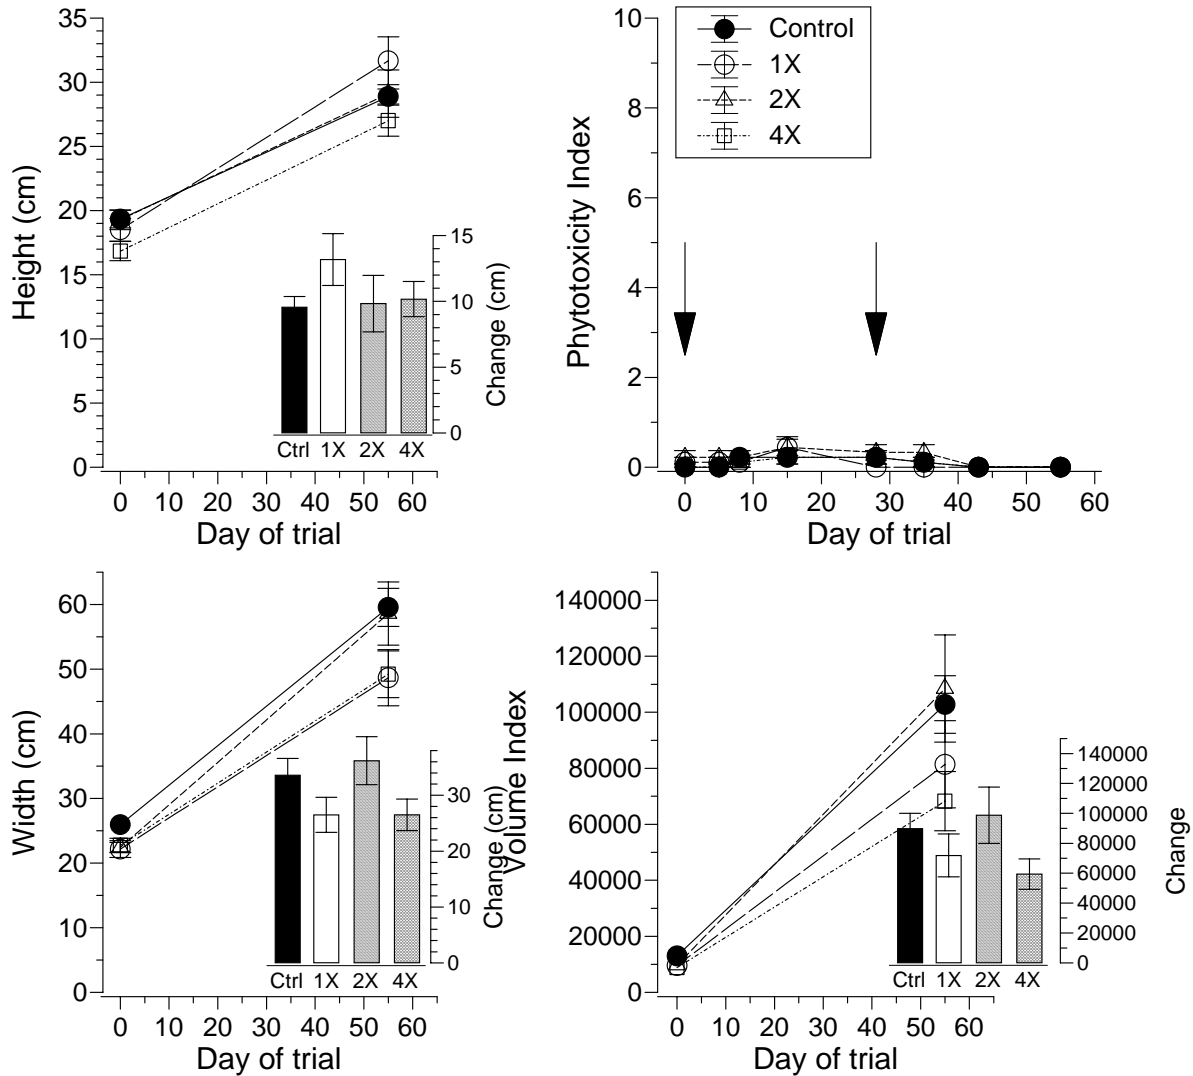 35
30
25
20
15
10
5
0
Height (cm)
0 10 20 30 40 50 60
Day of trial
15
10
5
0
Change (cm)
Ctrl 1X 2X 4X
10
8
6
4
2
0
Phytotoxicity Index
Control
1X
2X
4X
0 10 20 30 40 50 60
Day of trial
60
50
40
30
20
10
0
Width (cm)
0 10 20 30 40 50 60
Day of trial
30
20
10
0
Change (cm)
Ctrl 1X 2X 4X
140000
120000
100000
80000
60000
40000
20000
0
Volume Index
0 10 20 30 40 50 60
Day of trial
140000
120000
100000
80000
60000
40000
20000
0
Change
Ctrl 1X 2X 4X